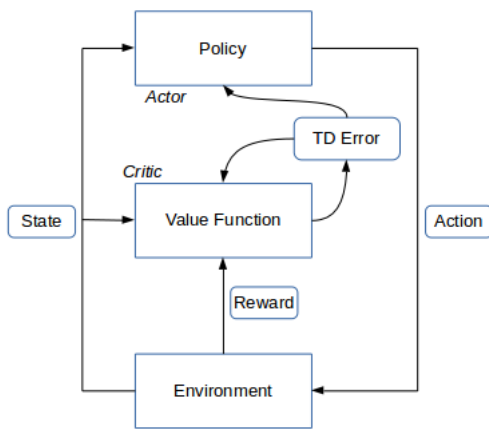 Policy
Actor
TD Error
Critic
State
Value Function
Action
Reward
Environment